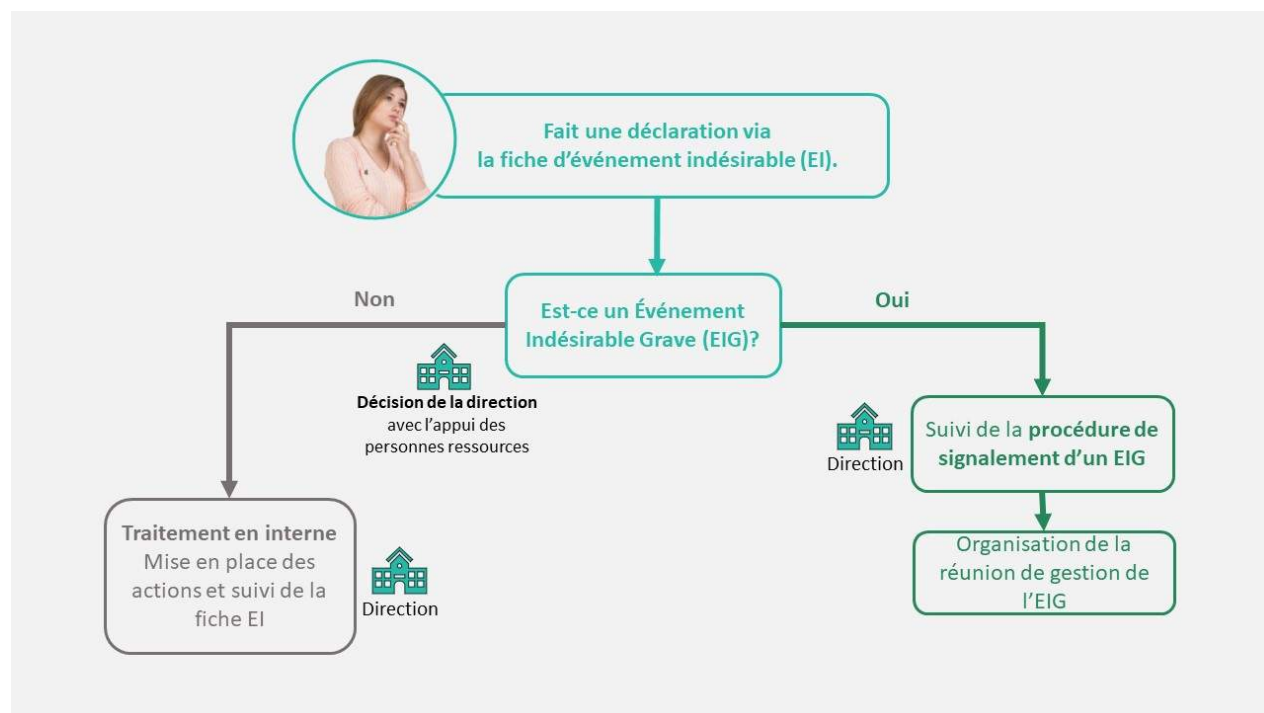 Fait une déclaration via
la fiche d'événement indésirable (EI).
Est-ce un Événement
Indésirable Grave (EIG)?
Non
Oui
Décision de la direction
avec l'appui des
personnes ressources
Traitement en interne
Mise en place des
actions et suivi de la
fiche EI
Direction
Direction
Suivi de la procédure de
signalement d'un EIG
Organisation de la
réunion de gestion de
l'EIG